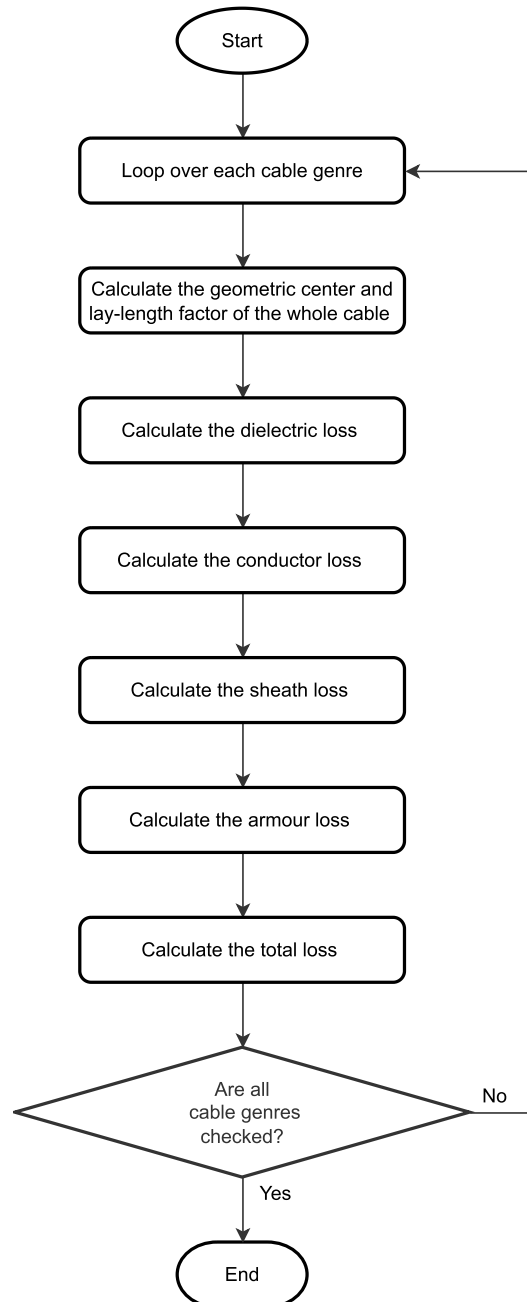 Start
Loop over each cable genre
Calculate the geometric center and
lay-length factor of the whole cable
Calculate the dielectric loss
Calculate the conductor loss
Calculate the sheath loss
Calculate the armour loss
Calculate the total loss
Are all
cable genres
checked?
No
Yes
End